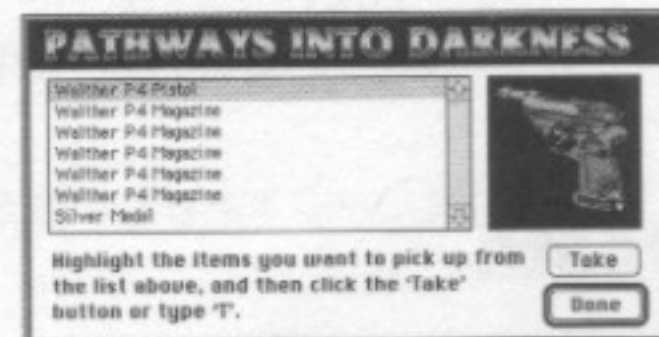 PATHWAYS INTO DARKNESS
Walther P4 Pistol
Walther P4 Magazine
Walther P4 Magazine
Walther P4 Magazine
Walther P4 Magazine
Walther P4 Magazine
Silver Medal
Highlight the items you want to pick up from
the list above, and then click the 'Take'
button or type 'T'.
Take
Done